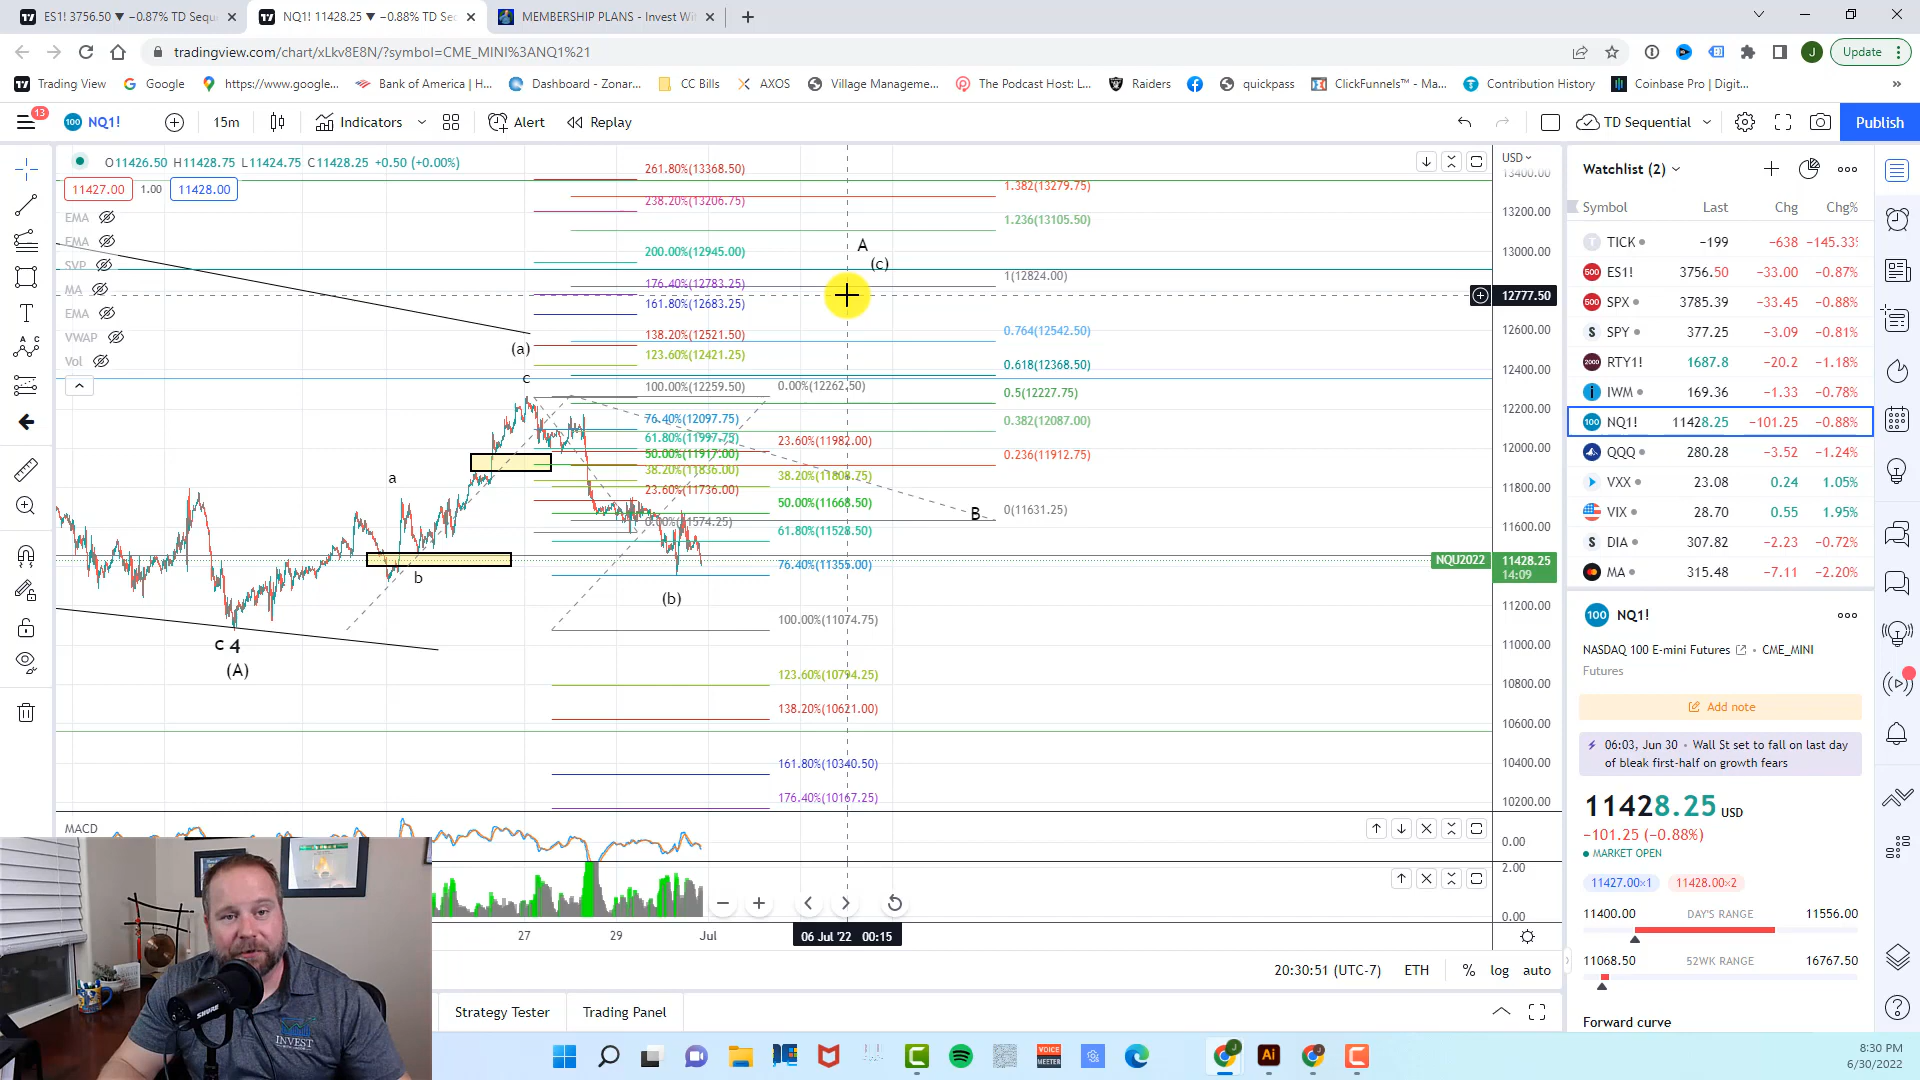 ES1! 3756.50 ▼ −0.87% TD Sequ
NQ1! 11428.25 ▼ −0.88% TD Se
MEMBERSHIP PLANS - Invest Wi
tradingview.com/chart/xLkv8E8N/?symbol=CME_MINI%3ANQ1%21
J
Update
Trading View
Google
https://www.google...
Bank of America | H...
Dashboard - Zonar...
CC Bills
AXOS
Village Manageme...
The Podcast Host: L...
Raiders
quickpass
ClickFunnels™ - Ma...
Contribution History
Coinbase Pro | Digit...
»
13
100 NQ1!
15m
Indicators
Alert
Replay
TD Sequential
Publish
O11426.50 H11428.75 L11424.75 C11428.25 +0.50 (+0.00%)
11427.00 1.00 11428.00
EMA
EMA
SVP
MA
EMA
VWAP
Vol
261.80%(13368.50)
238.20%(13206.75)
200.00%(12945.00)
176.40%(12783.25)
161.80%(12683.25)
138.20%(12521.50)
123.60%(12421.25)
100.00%(12259.50)
76.40%(12097.75)
61.80%(11997.75)
50.00%(11917.00)
38.20%(11836.00)
23.60%(11736.00)
0.00%(11574.25)
0.00%(12262.50)
23.60%(11982.00)
38.20%(11808.75)
50.00%(11668.50)
61.80%(11528.50)
76.40%(11355.00)
100.00%(11074.75)
123.60%(10794.25)
138.20%(10621.00)
161.80%(10340.50)
176.40%(10167.25)
1.382(13279.75)
1.236(13105.50)
1(12824.00)
0.764(12542.50)
0.618(12368.50)
0.5(12227.75)
0.382(12087.00)
0.236(11912.75)
0(11631.25)
A
(c)
(a)
c
a
b
B
(b)
c 4
(A)
USD
13400.00
13200.00
13000.00
12777.50
12600.00
12400.00
12200.00
12000.00
11800.00
11600.00
NQU2022 11428.25
14:09
11200.00
11000.00
10800.00
10600.00
10400.00
10200.00
MACD
0.00
2.00
0.00
27
29
Jul
06 Jul '22 00:15
20:30:51 (UTC-7)
ETH
%
log
auto
Strategy Tester
Trading Panel
Watchlist (2)
Symbol Last Chg Chg%
TICK −199 −638 −145.33%
ES1! 3756.50 −33.00 −0.87%
SPX 3785.39 −33.45 −0.88%
SPY 377.25 −3.09 −0.81%
RTY1! 1687.8 −20.2 −1.18%
IWM 169.36 −1.33 −0.78%
NQ1! 11428.25 −101.25 −0.88%
QQQ 280.28 −3.52 −1.24%
VXX 23.08 0.24 1.05%
VIX 28.70 0.55 1.95%
DIA 307.82 −2.23 −0.72%
MA 315.48 −7.11 −2.20%
100 NQ1!
NASDAQ 100 E-mini Futures • CME_MINI
Futures
Add note
06:03, Jun 30 • Wall St set to fall on last day
of bleak first-half on growth fears
11428.25 USD
−101.25 (−0.88%)
MARKET OPEN
11427.00×1 11428.00×2
11400.00 DAY'S RANGE 11556.00
11068.50 52WK RANGE 16767.50
Forward curve
SHURE
INVEST
VOICE
MEETER
Ai
8:30 PM
6/30/2022